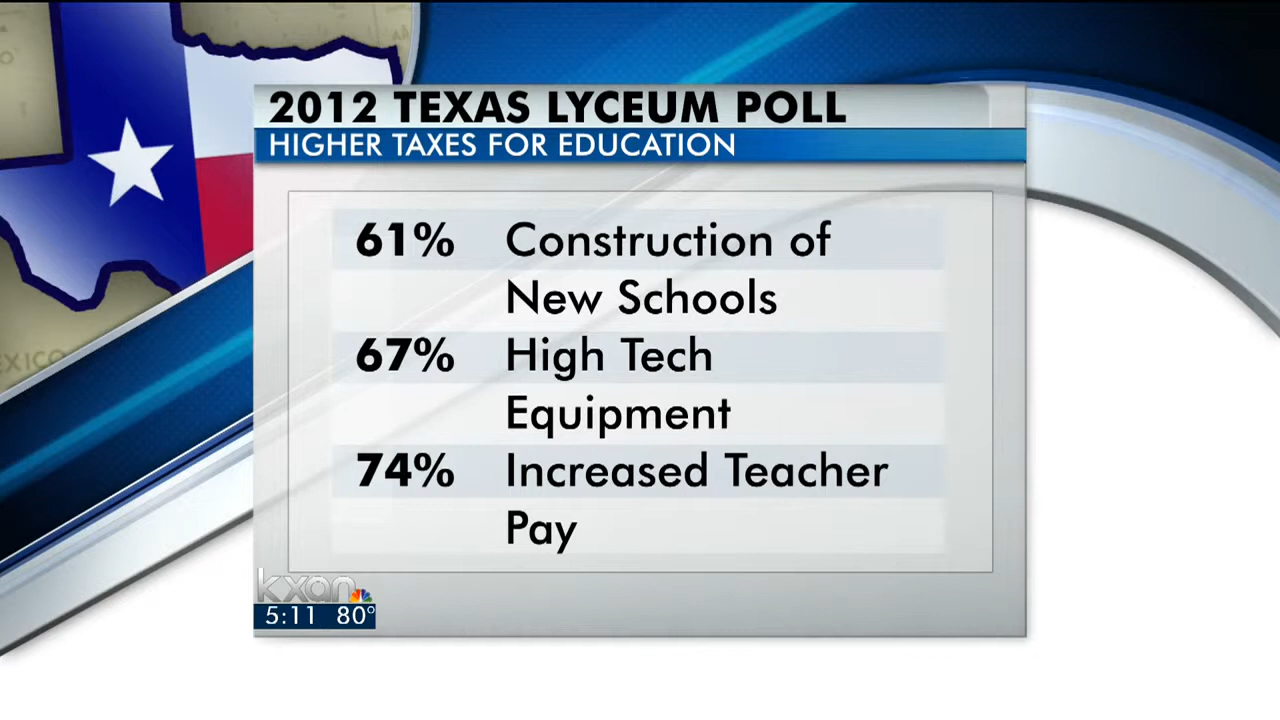 2012 TEXAS LYCEUM POLL
HIGHER TAXES FOR EDUCATION
61% Construction of
New Schools
67% High Tech
Equipment
74% Increased Teacher
Pay
EXICO
kxan
5:11 80°